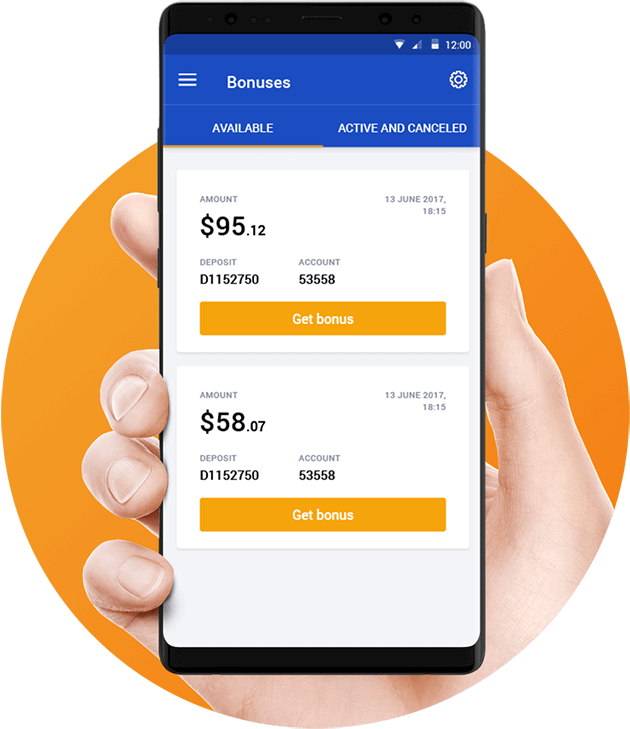 12:00
Bonuses
AVAILABLE
ACTIVE AND CANCELED
AMOUNT
13 JUNE 2017,
18:15
$95.12
DEPOSIT
ACCOUNT
D1152750
53558
Get bonus
AMOUNT
13 JUNE 2017,
18:15
$58.07
DEPOSIT
ACCOUNT
D1152750
53558
Get bonus